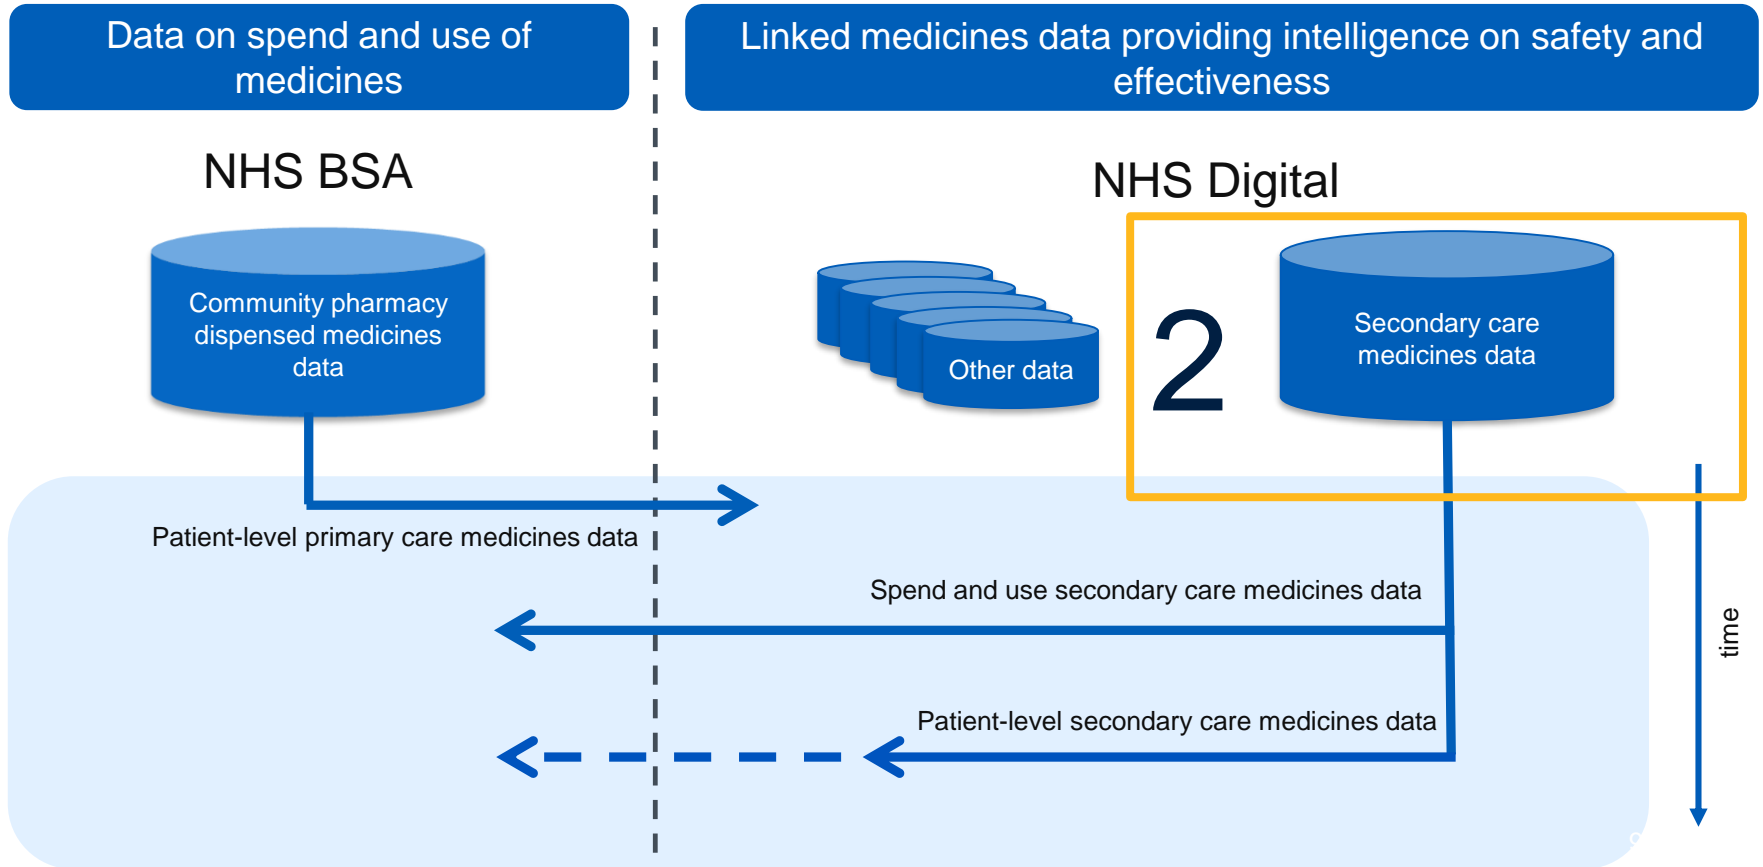 Data on spend and use of
medicines
Linked medicines data providing intelligence on safety and
effectiveness
NHS BSA
NHS Digital
Community pharmacy
dispensed medicines
data
Other data
2
Secondary care
medicines data
Patient-level primary care medicines data
Spend and use secondary care medicines data
Patient-level secondary care medicines data
time
9